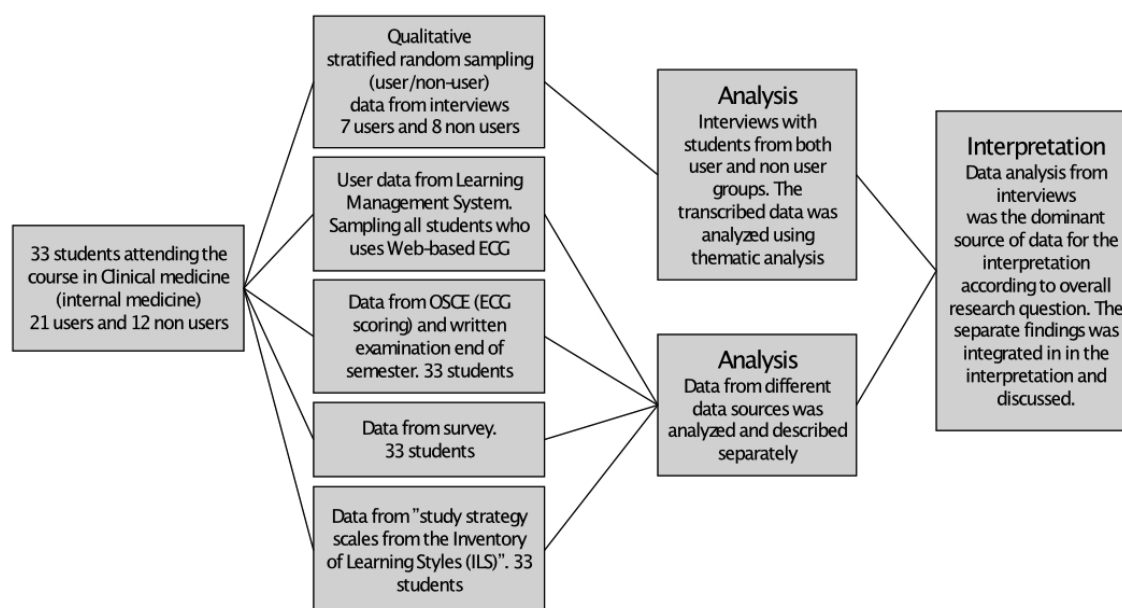 33 students attending the
course in Clinical medicine
(internal medicine)
21 users and 12 non users
Qualitative
stratified random sampling
(user/non-user)
data from interviews
7 users and 8 non users
User data from Learning
Management System.
Sampling all students who
uses Web-based ECG
Data from OSCE (ECG
scoring) and written
examination end of
semester. 33 students
Data from survey.
33 students
Data from "study strategy
scales from the Inventory
of Learning Styles (ILS)". 33
students
Analysis
Interviews with
students from both
user and non user
groups. The
transcribed data was
analyzed using
thematic analysis
Analysis
Data from different
data sources was
analyzed and described
separately
Interpretation
Data analysis from
interviews
was the dominant
source of data for the
interpretation
according to overall
research question. The
separate findings was
integrated in in the
interpretation and
discussed.